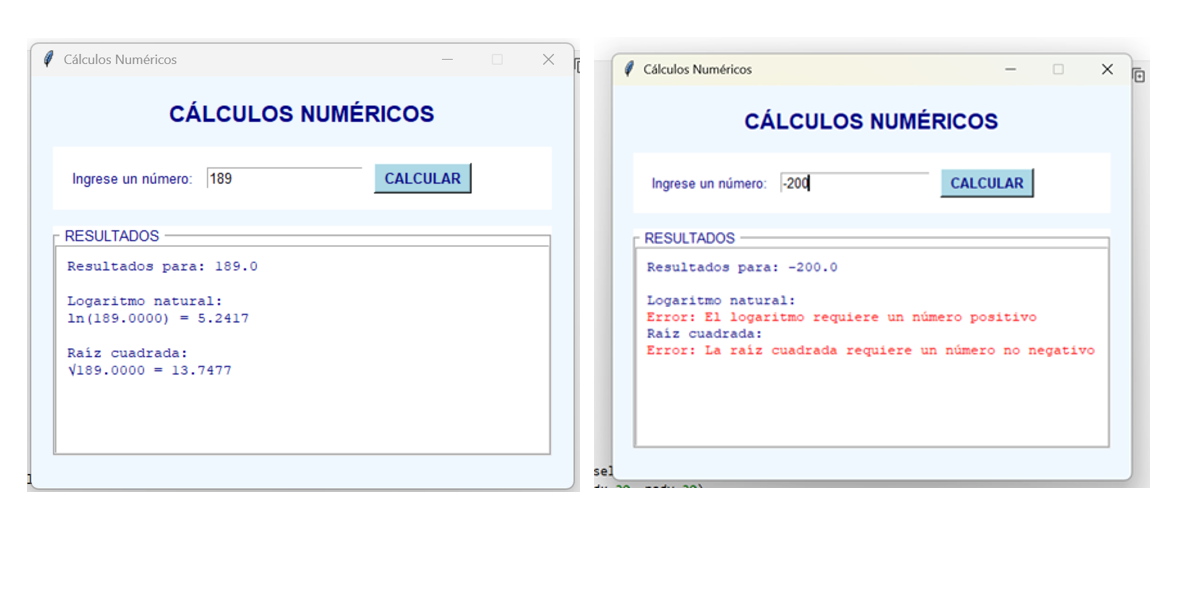 Cálculos Numéricos
CÁLCULOS NUMÉRICOS
Ingrese un número: 189 CALCULAR
RESULTADOS
Resultados para: 189.0
Logaritmo natural:
ln(189.0000) = 5.2417
Raíz cuadrada:
√189.0000 = 13.7477
Cálculos Numéricos
CÁLCULOS NUMÉRICOS
Ingrese un número: -200 CALCULAR
RESULTADOS
Resultados para: -200.0
Logaritmo natural:
Error: El logaritmo requiere un número positivo
Raíz cuadrada:
Error: La raíz cuadrada requiere un número no negativo
sel